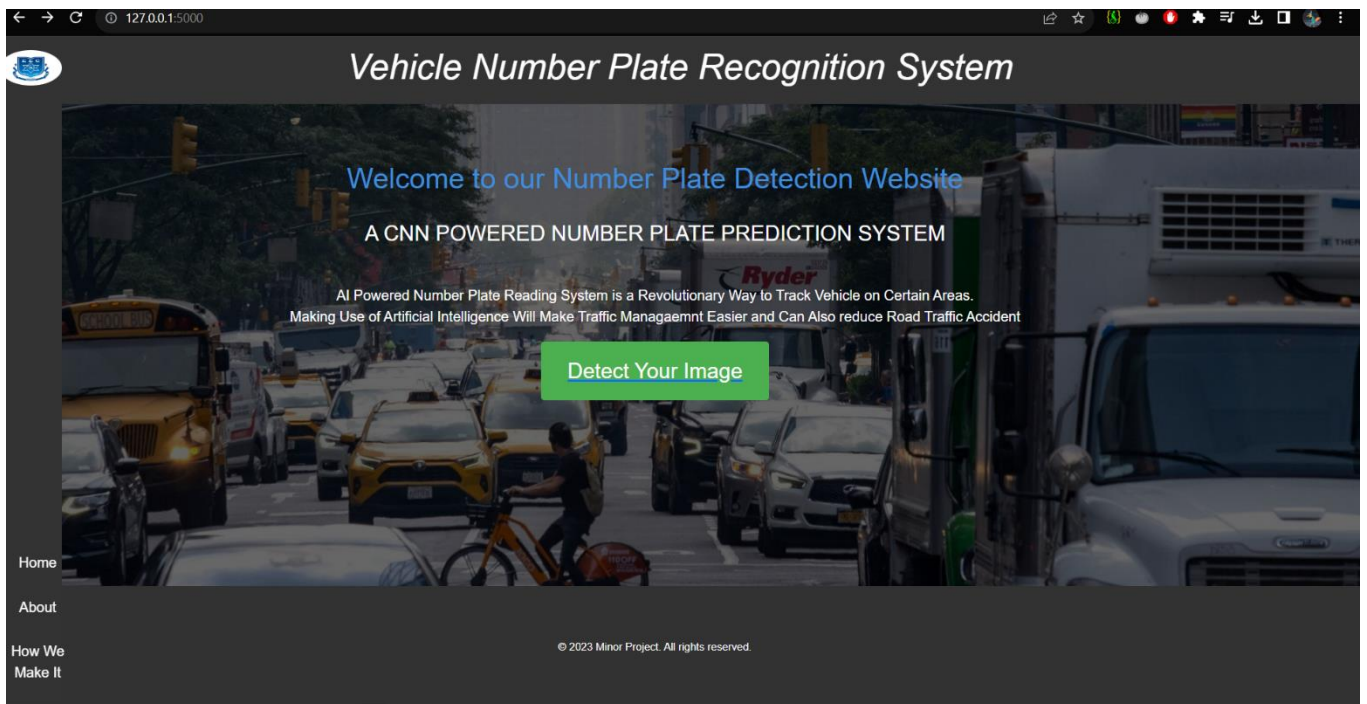 127.0.0.1:5000
Vehicle Number Plate Recognition System
Welcome to our Number Plate Detection Website
A CNN POWERED NUMBER PLATE PREDICTION SYSTEM
Ryder
AI Powered Number Plate Reading System is a Revolutionary Way to Track Vehicle on Certain Areas.
Making Use of Artificial Intelligence Will Make Traffic Managaemnt Easier and Can Also reduce Road Traffic Accident
SCHOOL BUS
Detect Your Image
Home
About
How We
Make It
© 2023 Minor Project. All rights reserved.